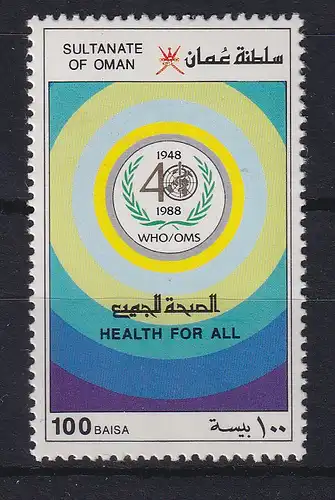 SULTANATE
OF OMAN
سلطنة عُمان
1948
40
1988
WHO/OMS
الصحة للجميع
HEALTH FOR ALL
100 BAISA
١٠٠ بيسة